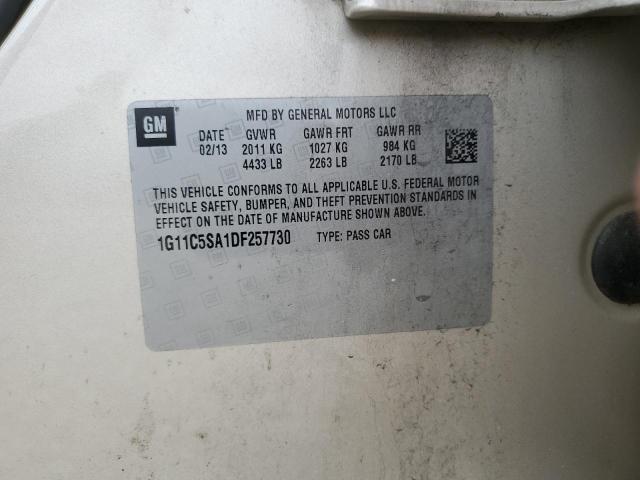 GM
MFD BY GENERAL MOTORS LLC
DATE GVWR GAWR FRT GAWR RR
02/13 2011 KG 1027 KG 984 KG
4433 LB 2263 LB 2170 LB
THIS VEHICLE CONFORMS TO ALL APPLICABLE U.S. FEDERAL MOTOR
VEHICLE SAFETY, BUMPER, AND THEFT PREVENTION STANDARDS IN
EFFECT ON THE DATE OF MANUFACTURE SHOWN ABOVE.
1G11C5SA1DF257730 TYPE: PASS CAR